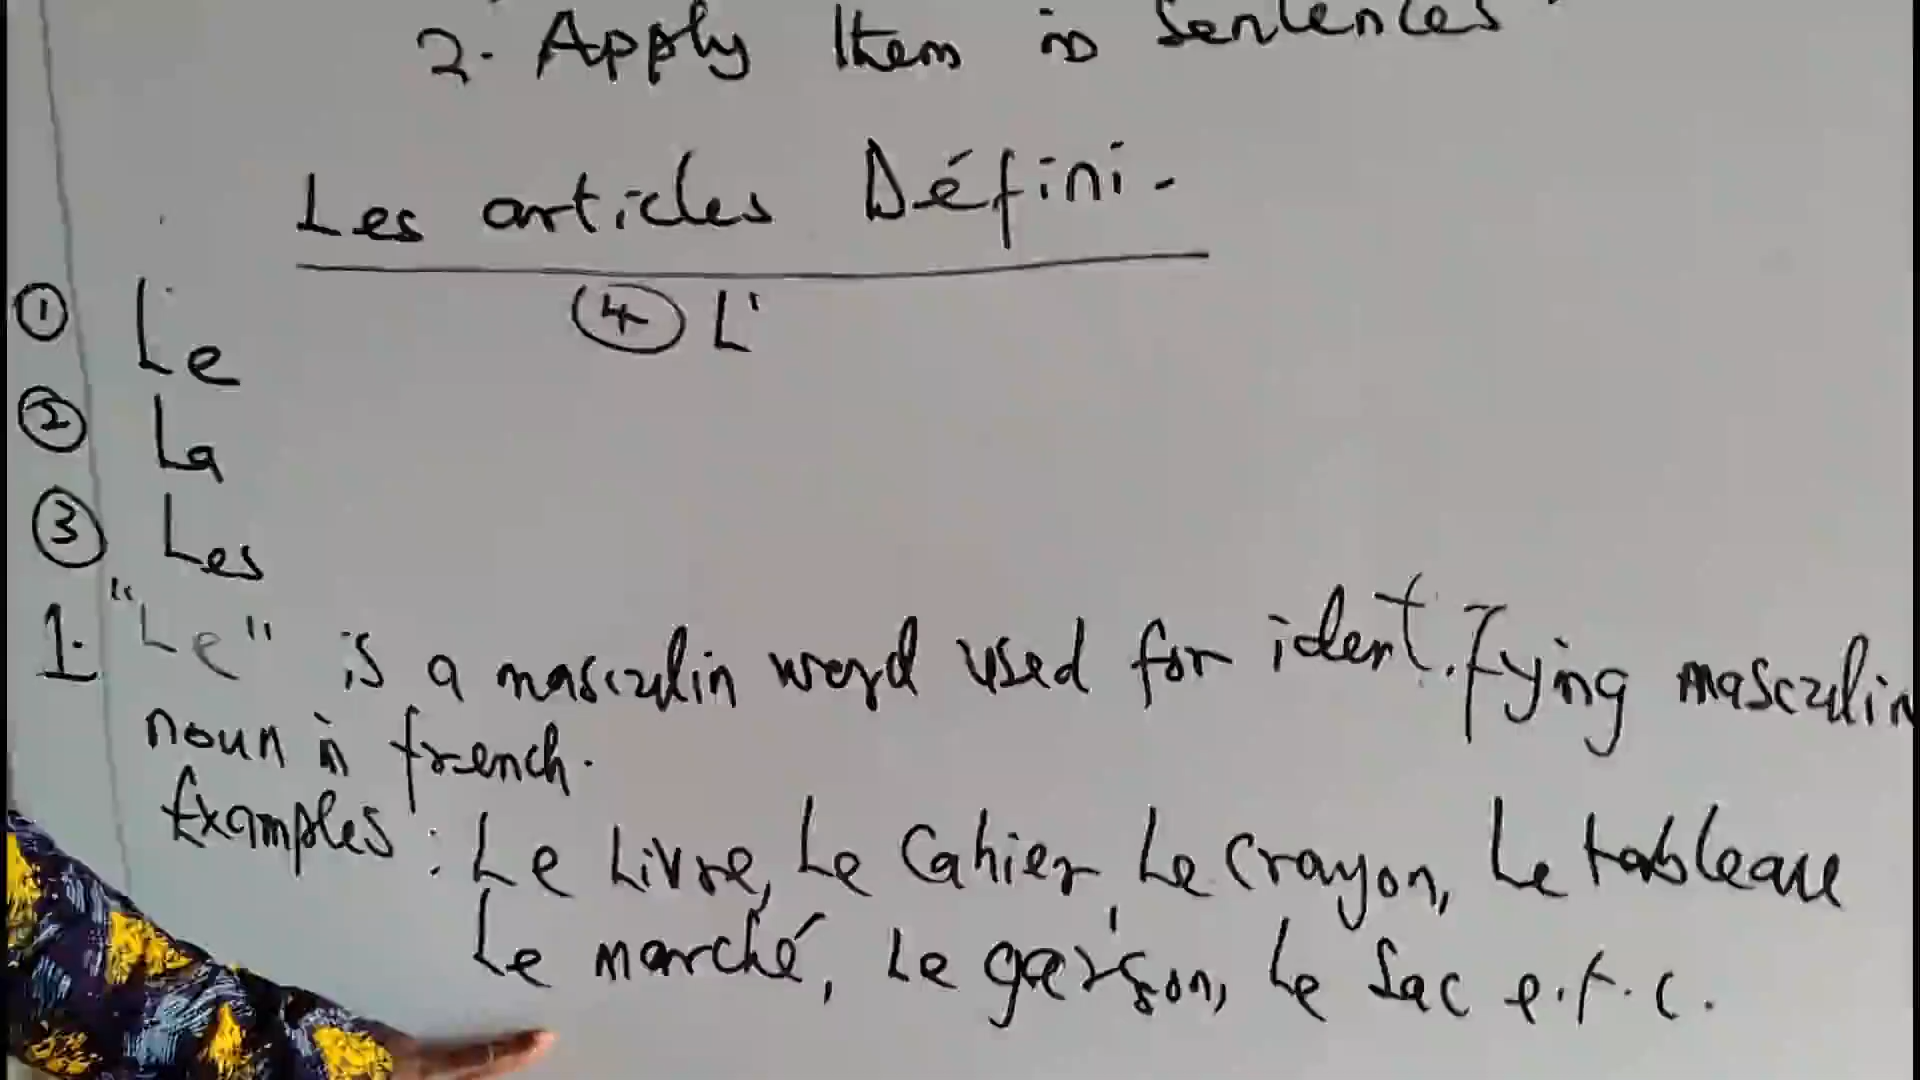 2. Apply them in Sentences
Les articles Défini.
① Le
④ L'
② La
③ Les
1. "Le" is a masculin word used for identifying masculin
noun in french.
Examples: Le Livre, Le Cahier, Le Crayon, Le tableau
Le marché, Le garçon, Le Sac e.t.c.